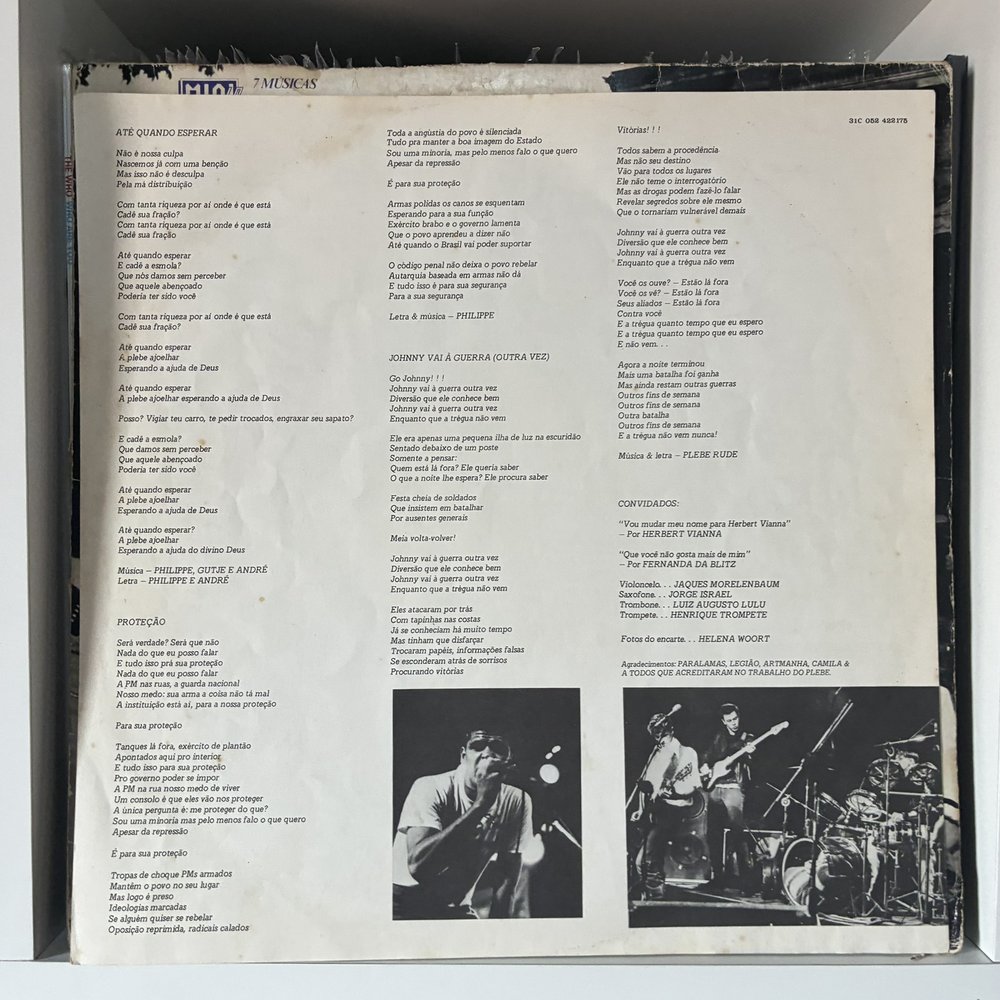 7 MÚSICAS
31C 052 422175
ATÉ QUANDO ESPERAR
Não é nossa culpa
Nascemos já com uma benção
Mas isso não é desculpa
Pela má distribuição
Com tanta riqueza por aí onde é que está
Cadê sua fração?
Com tanta riqueza por aí onde é que está
Cadê sua fração
Até quando esperar
E cadê a esmola?
Que nós damos sem perceber
Que aquele abençoado
Poderia ter sido você
Com tanta riqueza por aí onde é que está
Cadê sua fração?
Até quando esperar
A plebe ajoelhar
Esperando a ajuda de Deus
Até quando esperar
A plebe ajoelhar esperando a ajuda de Deus
Posso? Vigiar teu carro, te pedir trocados, engraxar seu sapato?
E cadê a esmola?
Que damos sem perceber
Que aquele abençoado
Poderia ter sido você
Até quando esperar
A plebe ajoelhar
Esperando a ajuda de Deus
Até quando esperar?
A plebe ajoelhar
Esperando a ajuda do divino Deus
Música — PHILIPPE, GUTJE E ANDRÉ
Letra — PHILIPPE E ANDRÉ
PROTEÇÃO
Será verdade? Será que não
Nada do que eu posso falar
E tudo isso prá sua proteção
Nada do que eu posso falar
A PM nas ruas, a guarda nacional
Nosso medo: sua arma a coisa não tá mal
A instituição está aí, para a nossa proteção
Para sua proteção
Tanques lá fora, exército de plantão
Apontados aqui pro interior
E tudo isso para sua proteção
Pro governo poder se impor
A PM na rua nosso medo de viver
Um consolo é que eles vão nos proteger
A única pergunta é: me proteger do que?
Sou uma minoria mas pelo menos falo o que quero
Apesar da repressão
É para sua proteção
Tropas de choque PMs armados
Mantêm o povo no seu lugar
Mas logo é preso
Ideologias marcadas
Se alguém quiser se rebelar
Oposição reprimida, radicais calados
Toda a angústia do povo é silenciada
Tudo pra manter a boa imagem do Estado
Sou uma minoria, mas pelo menos falo o que quero
Apesar da repressão
É para sua proteção
Armas polidas os canos se esquentam
Esperando para a sua função
Exército brabo e o governo lamenta
Que o povo aprendeu a dizer não
Até quando o Brasil vai poder suportar
O código penal não deixa o povo rebelar
Autarquia baseada em armas não dá
E tudo isso é para sua segurança
Para a sua segurança
Letra & música — PHILIPPE
JOHNNY VAI À GUERRA (OUTRA VEZ)
Go Johnny! ! !
Johnny vai à guerra outra vez
Diversão que ele conhece bem
Johnny vai à guerra outra vez
Enquanto que a trégua não vem
Ele era apenas uma pequena ilha de luz na escuridão
Sentado debaixo de um poste
Somente a pensar:
Quem está lá fora? Ele queria saber
O que a noite lhe espera? Ele procura saber
Festa cheia de soldados
Que insistem em batalhar
Por ausentes generais
Meia volta-volver!
Johnny vai à guerra outra vez
Diversão que ele conhece bem
Johnny vai à guerra outra vez
Enquanto que a trégua não vem
Eles atacaram por trás
Com tapinhas nas costas
Já se conheciam há muito tempo
Mas tinham que disfarçar
Trocaram papéis, informações falsas
Se esconderam atrás de sorrisos
Procurando vitórias
Vitórias! ! !
Todos sabem a procedência
Mas não seu destino
Vão para todos os lugares
Ele não teme o interrogatório
Mas as drogas podem fazê-lo falar
Revelar segredos sobre ele mesmo
Que o tornariam vulnerável demais
Johnny vai à guerra outra vez
Diversão que ele conhece bem
Johnny vai à guerra outra vez
Enquanto que a trégua não vem
Você os ouve? — Estão lá fora
Você os vê? — Estão lá fora
Seus aliados — Estão lá fora
Contra você
E a trégua quanto tempo que eu espero
E a trégua quanto tempo que eu espero
E não vem. . .
Agora a noite terminou
Mais uma batalha foi ganha
Mas ainda restam outras guerras
Outros fins de semana
Outros fins de semana
Outra batalha
Outros fins de semana
E a trégua não vem nunca!
Música & letra — PLEBE RUDE
CONVIDADOS:
"Vou mudar meu nome para Herbert Vianna"
— Por HERBERT VIANNA
"Que você não gosta mais de mim"
— Por FERNANDA DA BLITZ
Violoncelo. . . JAQUES MORELENBAUM
Saxofone. . . JORGE ISRAEL
Trombone. . . LUIZ AUGUSTO LULU
Trompete. . . HENRIQUE TROMPETE
Fotos do encarte. . . HELENA WOORT
Agradecimentos: PARALAMAS, LEGIÃO, ARTMANHA, CAMILA &
A TODOS QUE ACREDITARAM NO TRABALHO DO PLEBE.